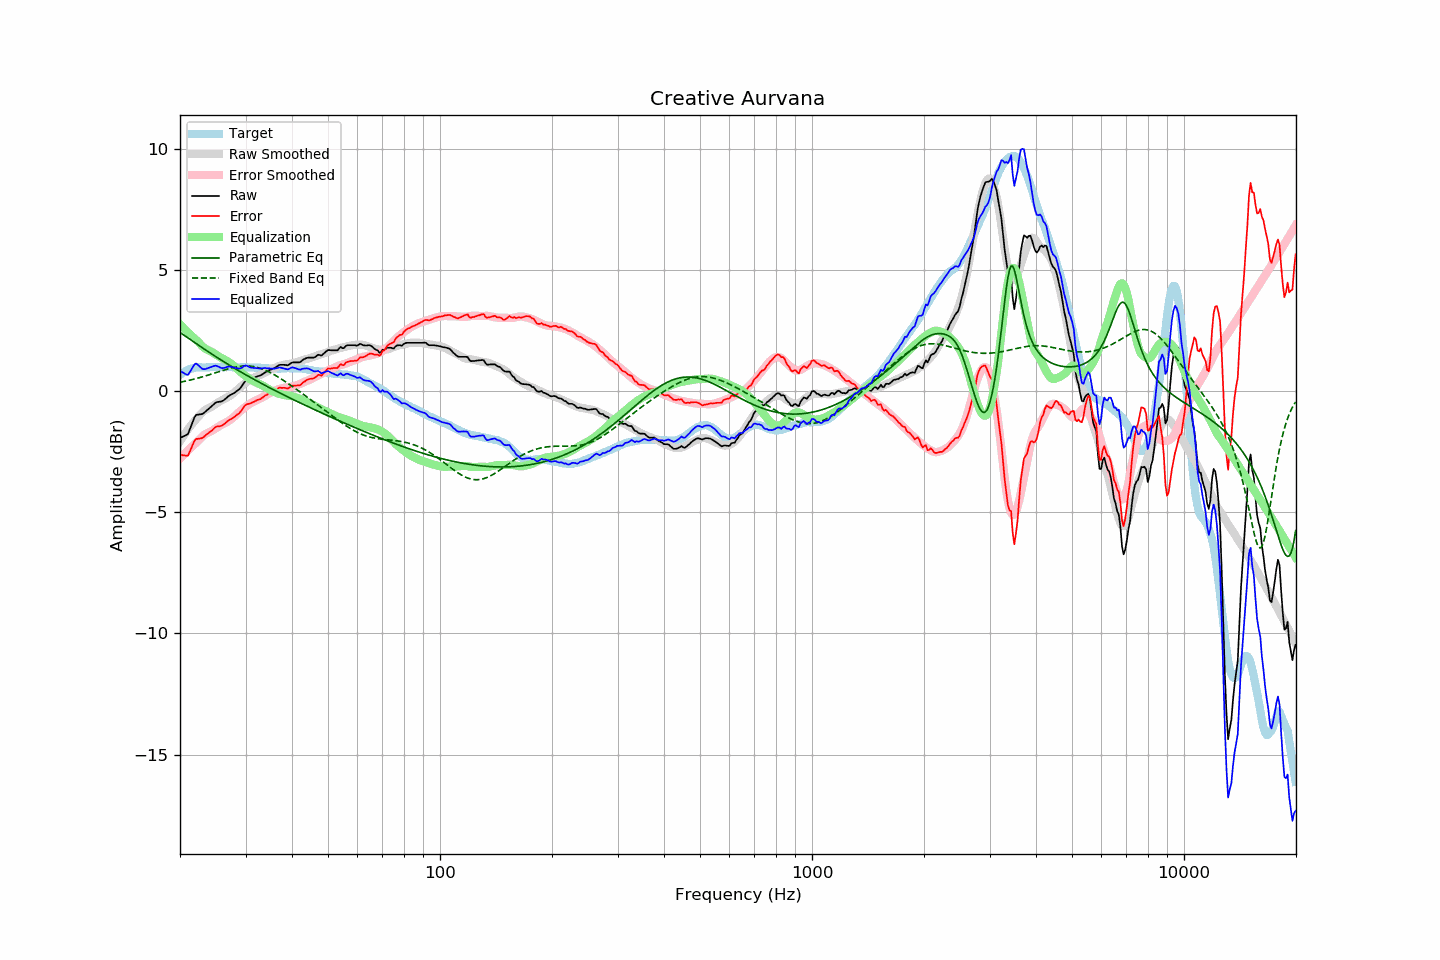 Creative Aurvana
Target
Raw Smoothed
Error Smoothed
Raw
Error
Equalization
Parametric Eq
Fixed Band Eq
Equalized
10
5
0
−5
−10
−15
Amplitude (dBr)
100
1000
10000
Frequency (Hz)